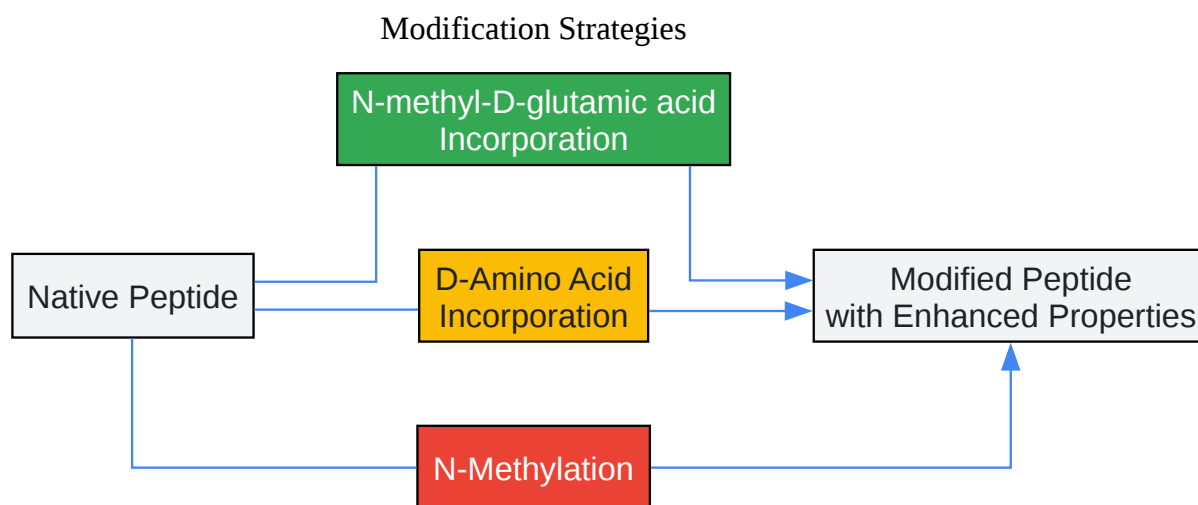 Modification Strategies
N-methyl-D-glutamic acid
Incorporation
Native Peptide
D-Amino Acid
Incorporation
Modified Peptide
with Enhanced Properties
N-Methylation